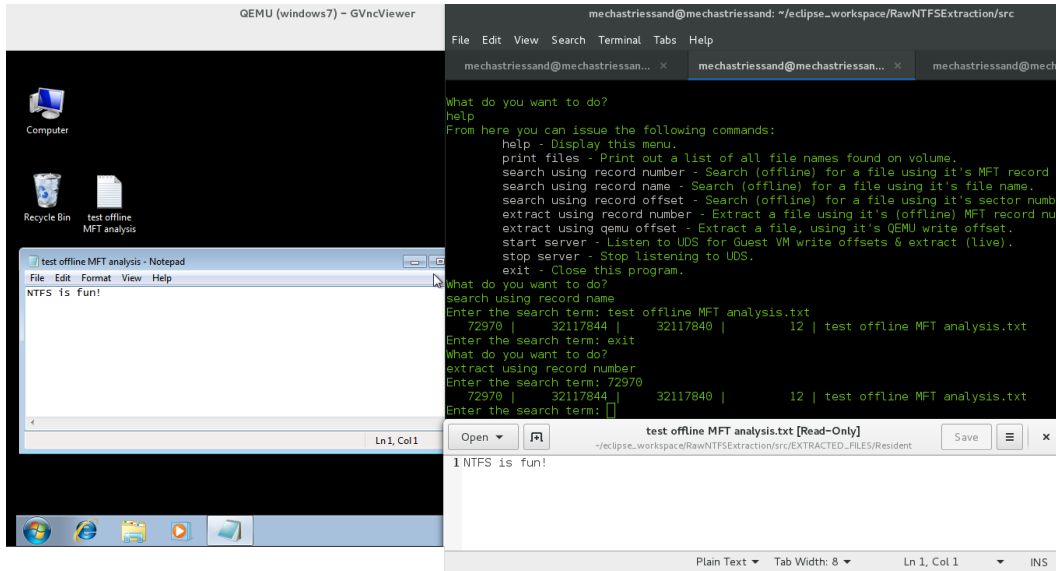 QEMU (windows7) - GVncViewer
Computer
Recycle Bin
test offline
MFT analysis
test offline MFT analysis - Notepad
File Edit Format View Help
NTFS is fun!
Ln 1, Col 1
mechastriessand@mechastriessand: ~/eclipse_workspace/RawNTFSExtraction/src
File Edit View Search Terminal Tabs Help
mechastriessand@mechastriessan... × mechastriessand@mechastriessan... × mechastriessand@mech
What do you want to do?
help
From here you can issue the following commands:
help - Display this menu.
print files - Print out a list of all file names found on volume.
search using record number - Search (offline) for a file using it's MFT record
search using record name - Search (offline) for a file using it's file name.
search using record offset - Search (offline) for a file using it's sector numb
extract using record number - Extract a file using it's (offline) MFT record nu
extract using qemu offset - Extract a file, using it's QEMU write offset.
start server - Listen to UDS for Guest VM write offsets & extract (live).
stop server - Stop listening to UDS.
exit - Close this program.
What do you want to do?
search using record name
Enter the search term: test offline MFT analysis.txt
72970 | 32117844 | 32117840 | 12 | test offline MFT analysis.txt
Enter the search term: exit
What do you want to do?
extract using record number
Enter the search term: 72970
72970 | 32117844 | 32117840 | 12 | test offline MFT analysis.txt
Enter the search term:
Open test offline MFT analysis.txt [Read-Only] Save
~/eclipse_workspace/RawNTFSExtraction/src/EXTRACTED_FILES/Resident
1 NTFS is fun!
Plain Text Tab Width: 8 Ln 1, Col 1 INS